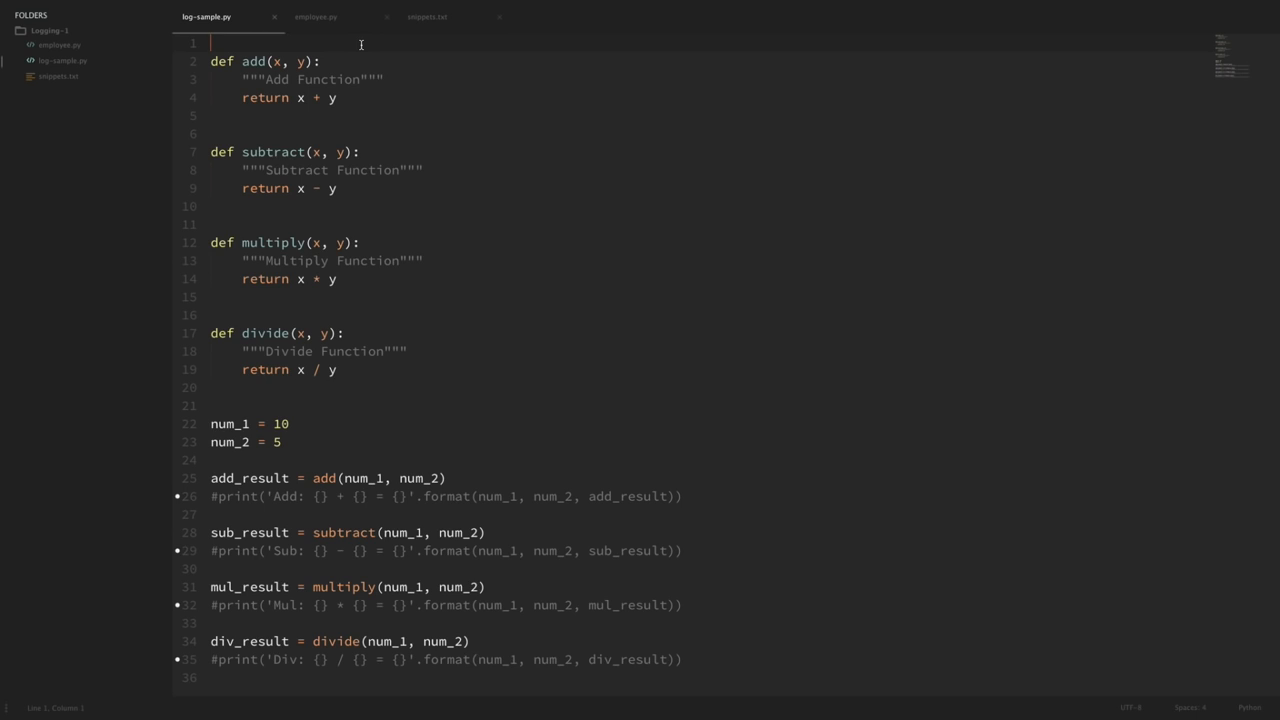 FOLDERS
Logging-1
employee.py
log-sample.py
snippets.txt
log-sample.py × employee.py × snippets.txt ×
1
2 def add(x, y):
3 """Add Function"""
4 return x + y
5
6
7 def subtract(x, y):
8 """Subtract Function"""
9 return x - y
10
11
12 def multiply(x, y):
13 """Multiply Function"""
14 return x * y
15
16
17 def divide(x, y):
18 """Divide Function"""
19 return x / y
20
21
22 num_1 = 10
23 num_2 = 5
24
25 add_result = add(num_1, num_2)
26 #print('Add: {} + {} = {}'.format(num_1, num_2, add_result))
27
28 sub_result = subtract(num_1, num_2)
29 #print('Sub: {} - {} = {}'.format(num_1, num_2, sub_result))
30
31 mul_result = multiply(num_1, num_2)
32 #print('Mul: {} * {} = {}'.format(num_1, num_2, mul_result))
33
34 div_result = divide(num_1, num_2)
35 #print('Div: {} / {} = {}'.format(num_1, num_2, div_result))
36
Line 1, Column 1 UTF-8 Spaces: 4 Python